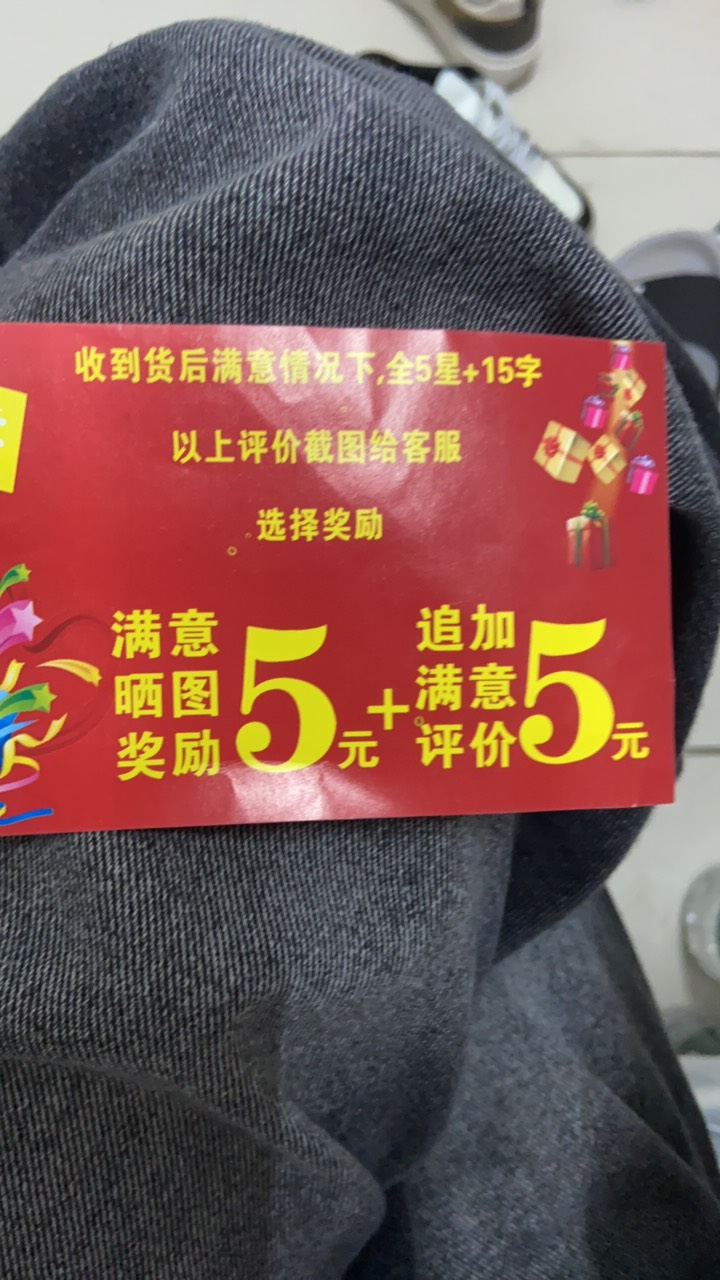 收到货后满意情况下,全5星+15字
以上评价截图给客服
选择奖励
满意晒图奖励5元+追加满意评价5元